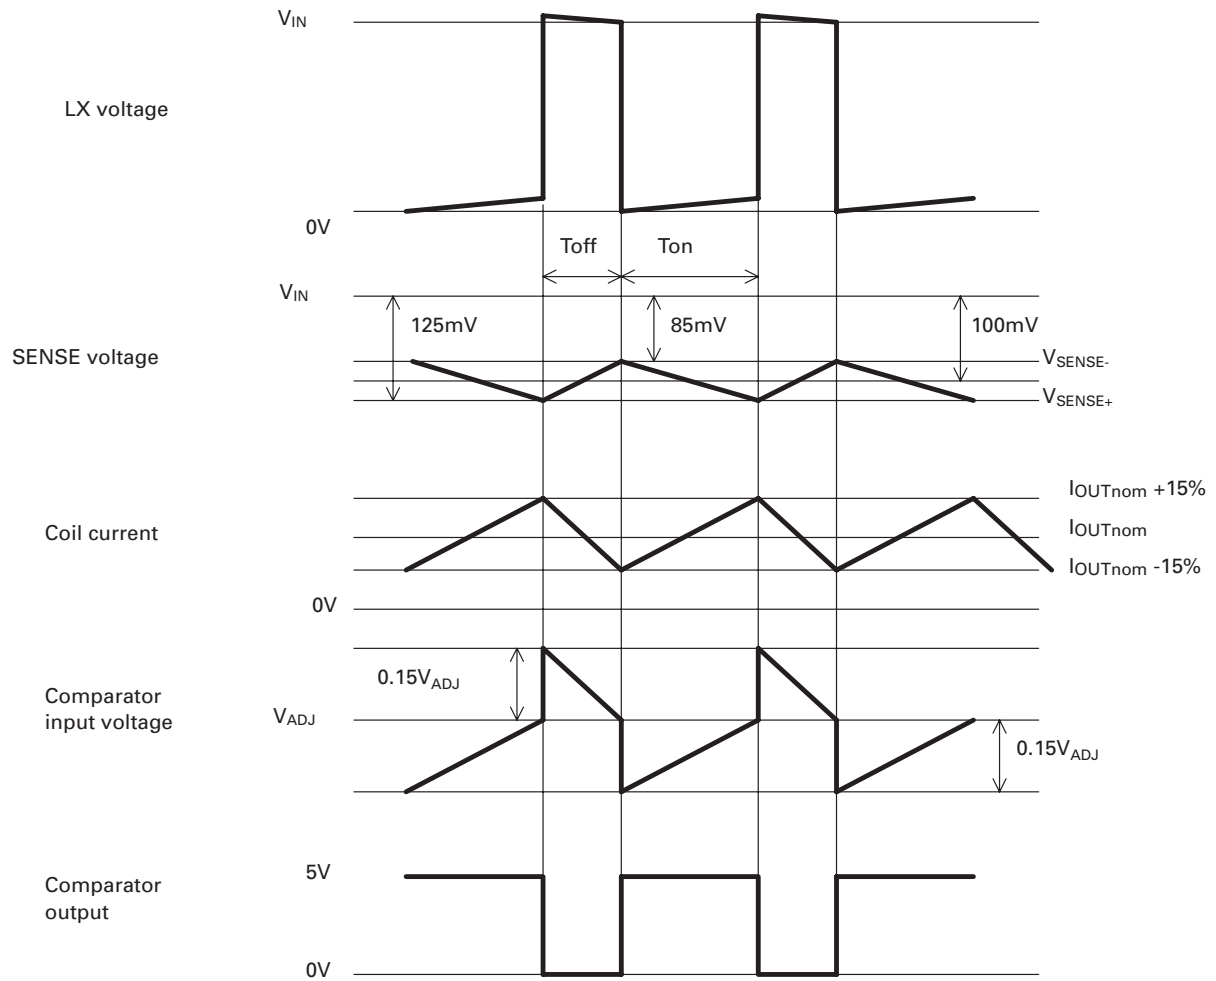 VIN
LX voltage
0V
Toff Ton
VIN
125mV 85mV 100mV
SENSE voltage
VSENSE-
VSENSE+
IOUTnom +15%
Coil current
IOUTnom
IOUTnom -15%
0V
0.15VADJ
Comparator
input voltage
VADJ
0.15VADJ
5V
Comparator
output
0V